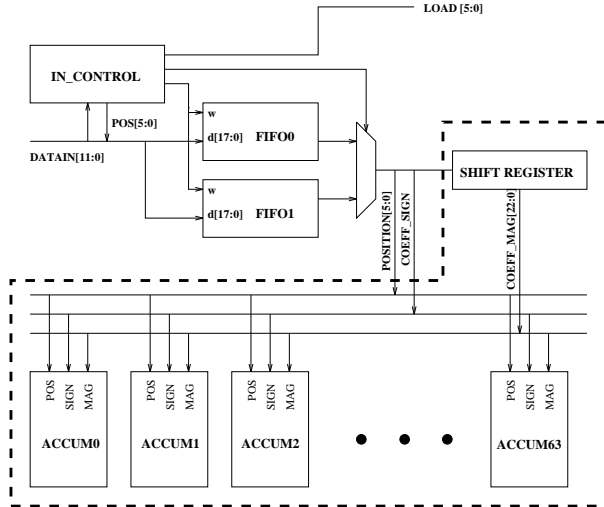 LOAD [5:0]
IN_CONTROL
POS[5:0]
w
d[17:0] FIFO0
DATAIN[11:0]
w
d[17:0] FIFO1
SHIFT REGISTER
POSITION[5:0]
COEFF_SIGN
COEFF_MAG[22:0]
POS SIGN MAG
ACCUM0
POS SIGN MAG
ACCUM1
POS SIGN MAG
ACCUM2
POS SIGN MAG
ACCUM63